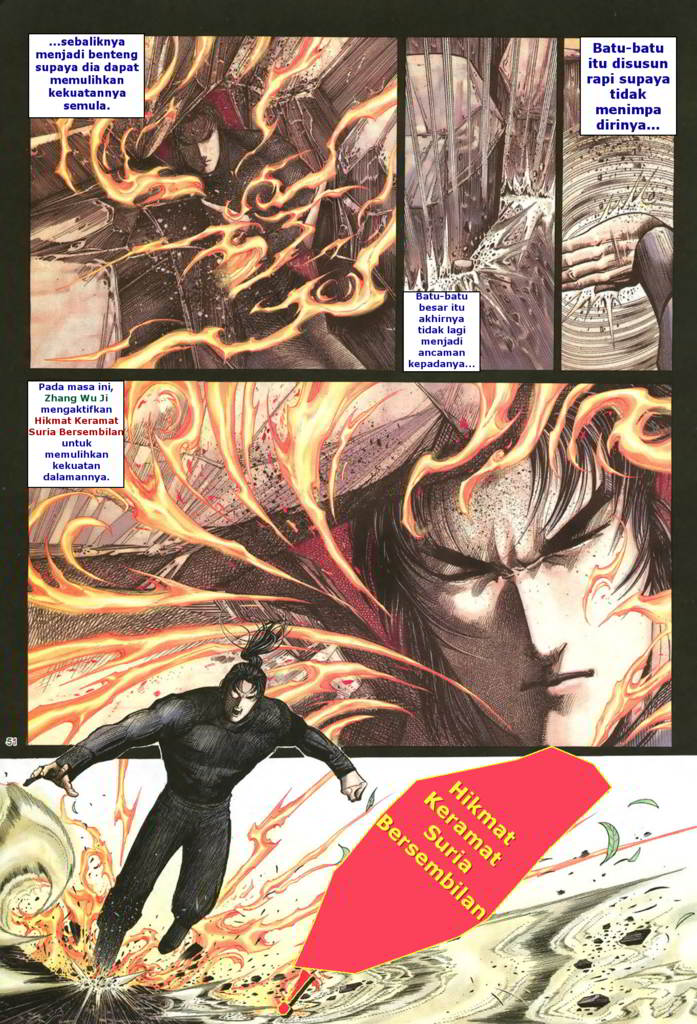 ...sebaliknya
menjadi benteng
supaya dia dapat
memulihkan
kekuatannya
semula.
Batu-batu
itu disusun
rapi supaya
tidak
menimpa
dirinya...
Batu-batu
besar itu
akhirnya
tidak lagi
menjadi
ancaman
kepadanya...
Pada masa ini,
Zhang Wu Ji
mengaktifkan
Hikmat Keramat
Suria Bersembilan
untuk
memulihkan
kekuatan
dalamannya.
51
Hikmat
Keramat
Suria
Bersembilan